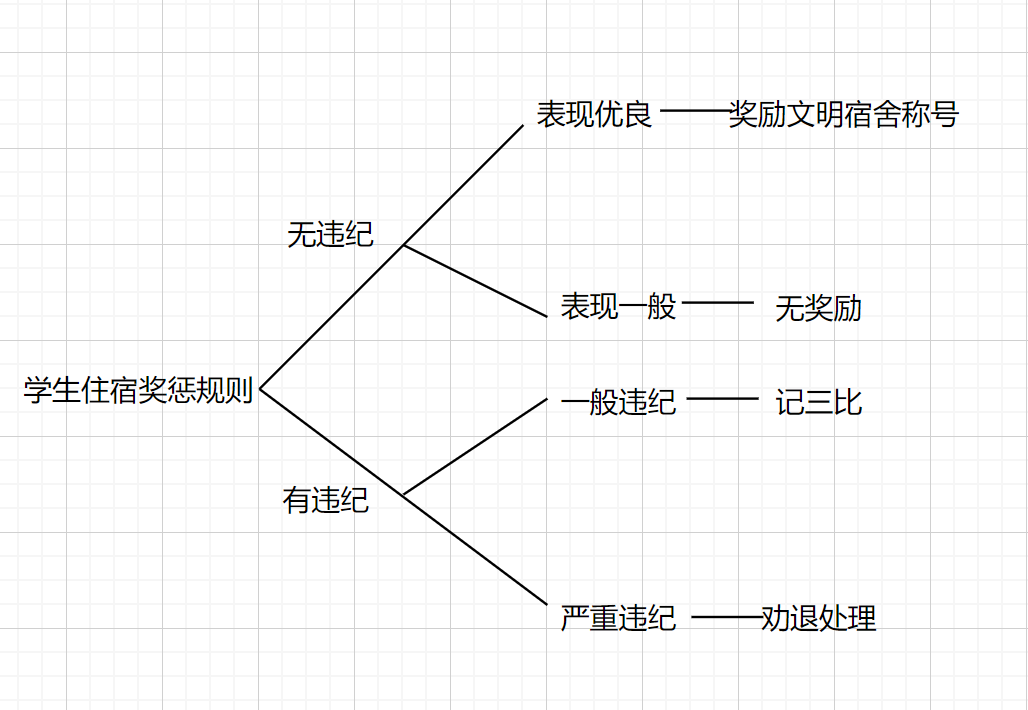 表现优良
奖励文明宿舍称号
无违纪
表现一般
无奖励
学生住宿奖惩规则
一般违纪
记三比
有违纪
严重违纪
劝退处理